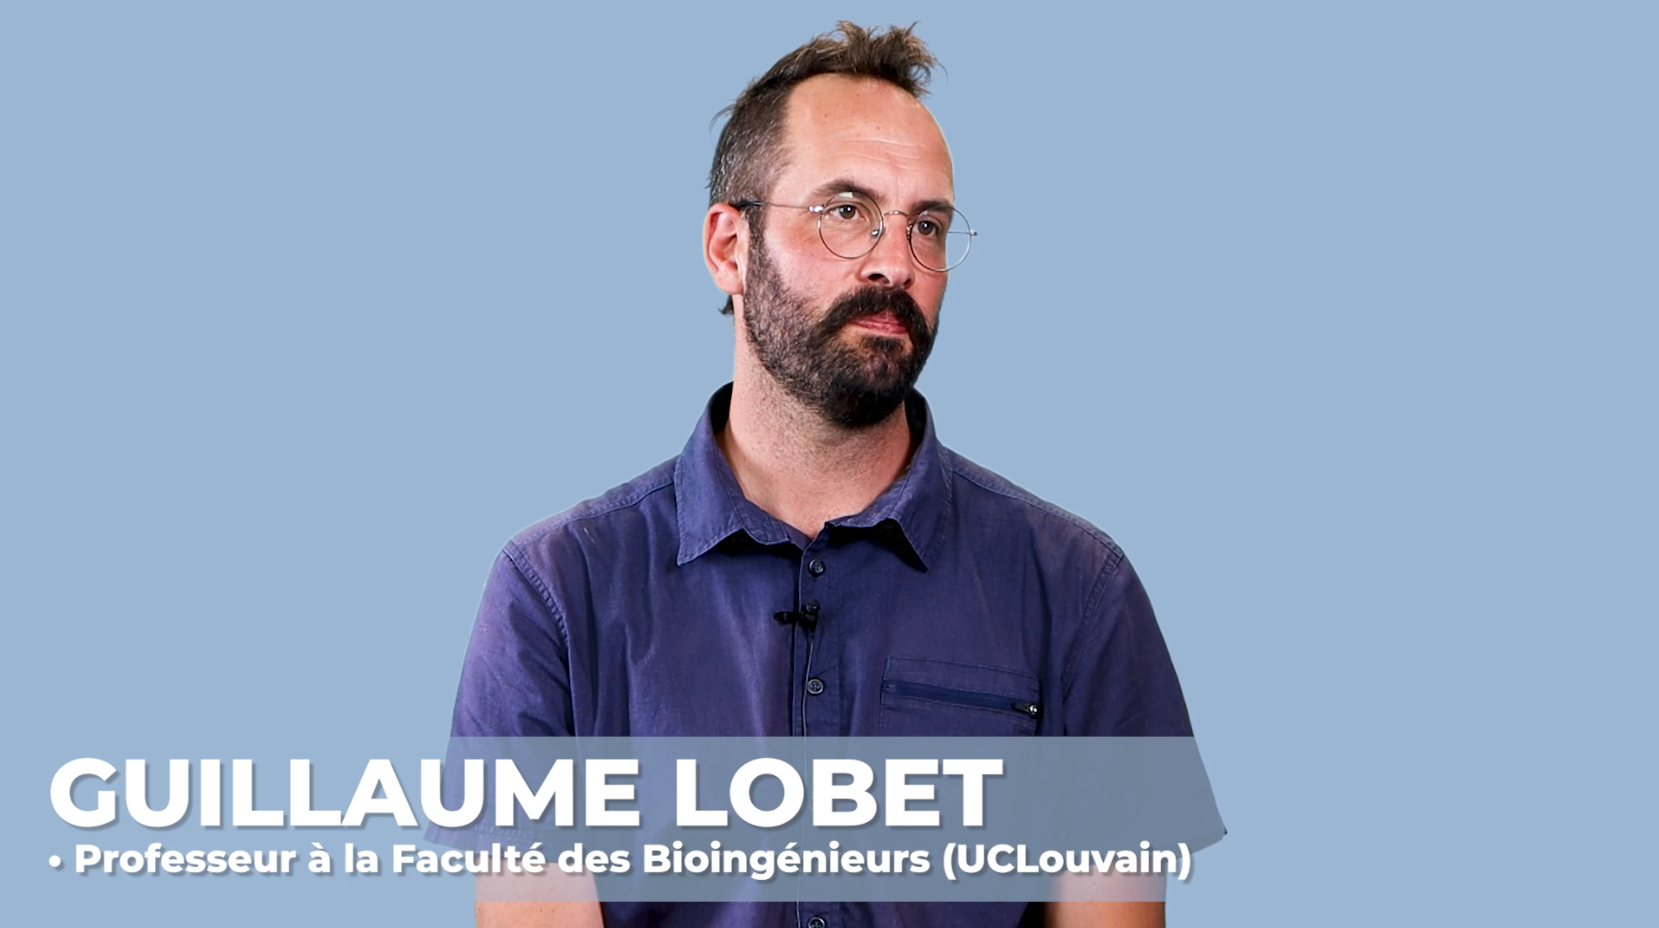 GUILLAUME LOBET
• Professeur à la Faculté des Bioingénieurs (UCLouvain)